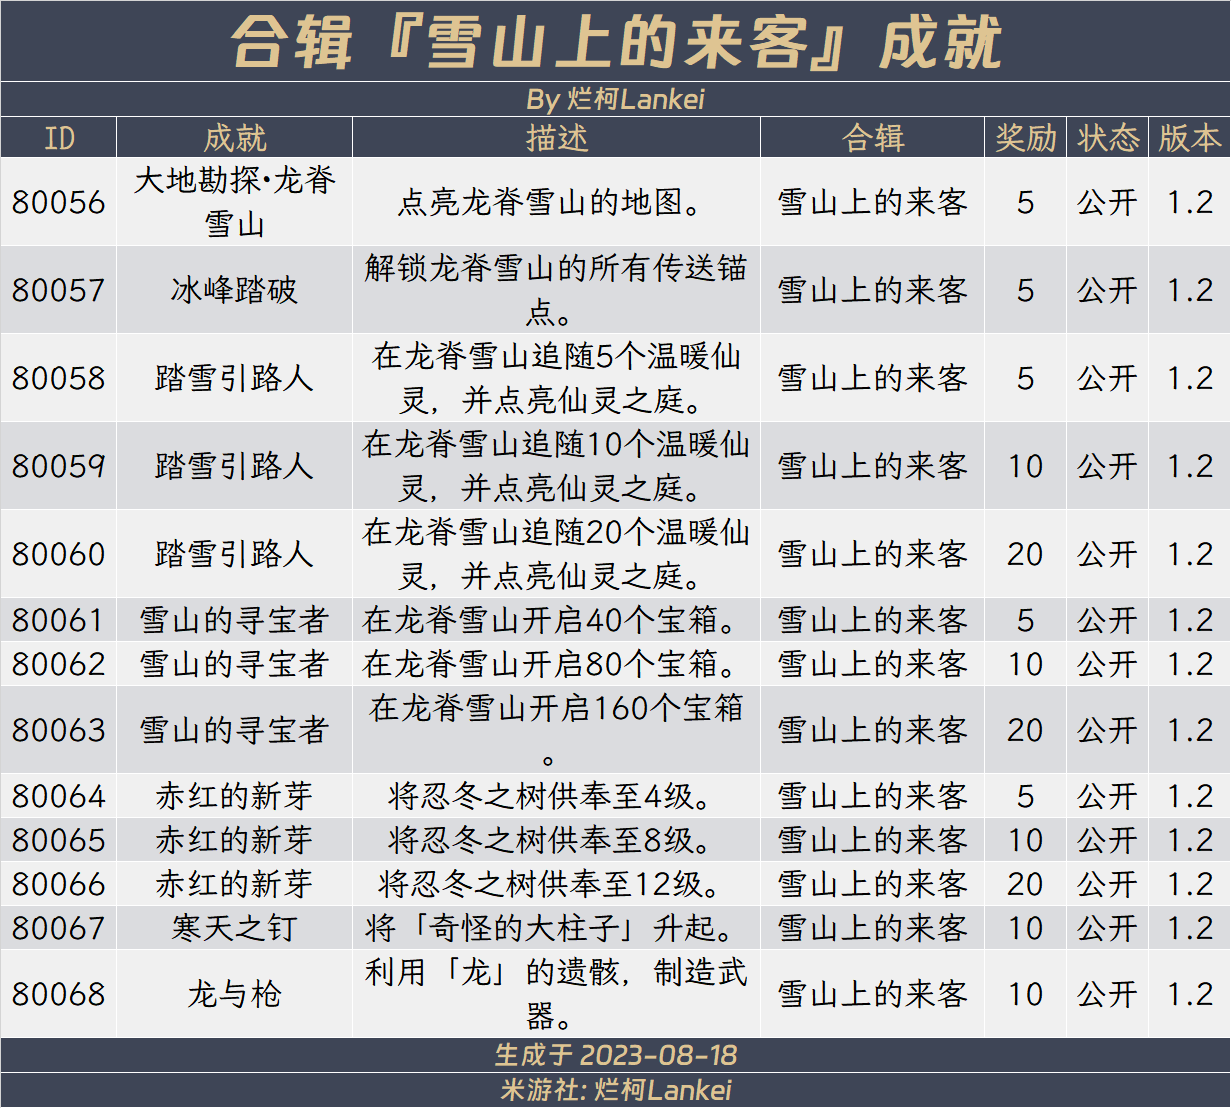 合辑『雪山上的来客』成就
By 烂柯Lankei
ID 成就 描述 合辑 奖励 状态 版本
80056 大地勘探·龙脊雪山 点亮龙脊雪山的地图。 雪山上的来客 5 公开 1.2
80057 冰峰踏破 解锁龙脊雪山的所有传送锚点。 雪山上的来客 5 公开 1.2
80058 踏雪引路人 在龙脊雪山追随5个温暖仙灵，并点亮仙灵之庭。 雪山上的来客 5 公开 1.2
80059 踏雪引路人 在龙脊雪山追随10个温暖仙灵，并点亮仙灵之庭。 雪山上的来客 10 公开 1.2
80060 踏雪引路人 在龙脊雪山追随20个温暖仙灵，并点亮仙灵之庭。 雪山上的来客 20 公开 1.2
80061 雪山的寻宝者 在龙脊雪山开启40个宝箱。 雪山上的来客 5 公开 1.2
80062 雪山的寻宝者 在龙脊雪山开启80个宝箱。 雪山上的来客 10 公开 1.2
80063 雪山的寻宝者 在龙脊雪山开启160个宝箱。 雪山上的来客 20 公开 1.2
80064 赤红的新芽 将忍冬之树供奉至4级。 雪山上的来客 5 公开 1.2
80065 赤红的新芽 将忍冬之树供奉至8级。 雪山上的来客 10 公开 1.2
80066 赤红的新芽 将忍冬之树供奉至12级。 雪山上的来客 20 公开 1.2
80067 寒天之钉 将「奇怪的大柱子」升起。 雪山上的来客 10 公开 1.2
80068 龙与枪 利用「龙」的遗骸，制造武器。 雪山上的来客 10 公开 1.2
生成于 2023-08-18
米游社: 烂柯Lankei